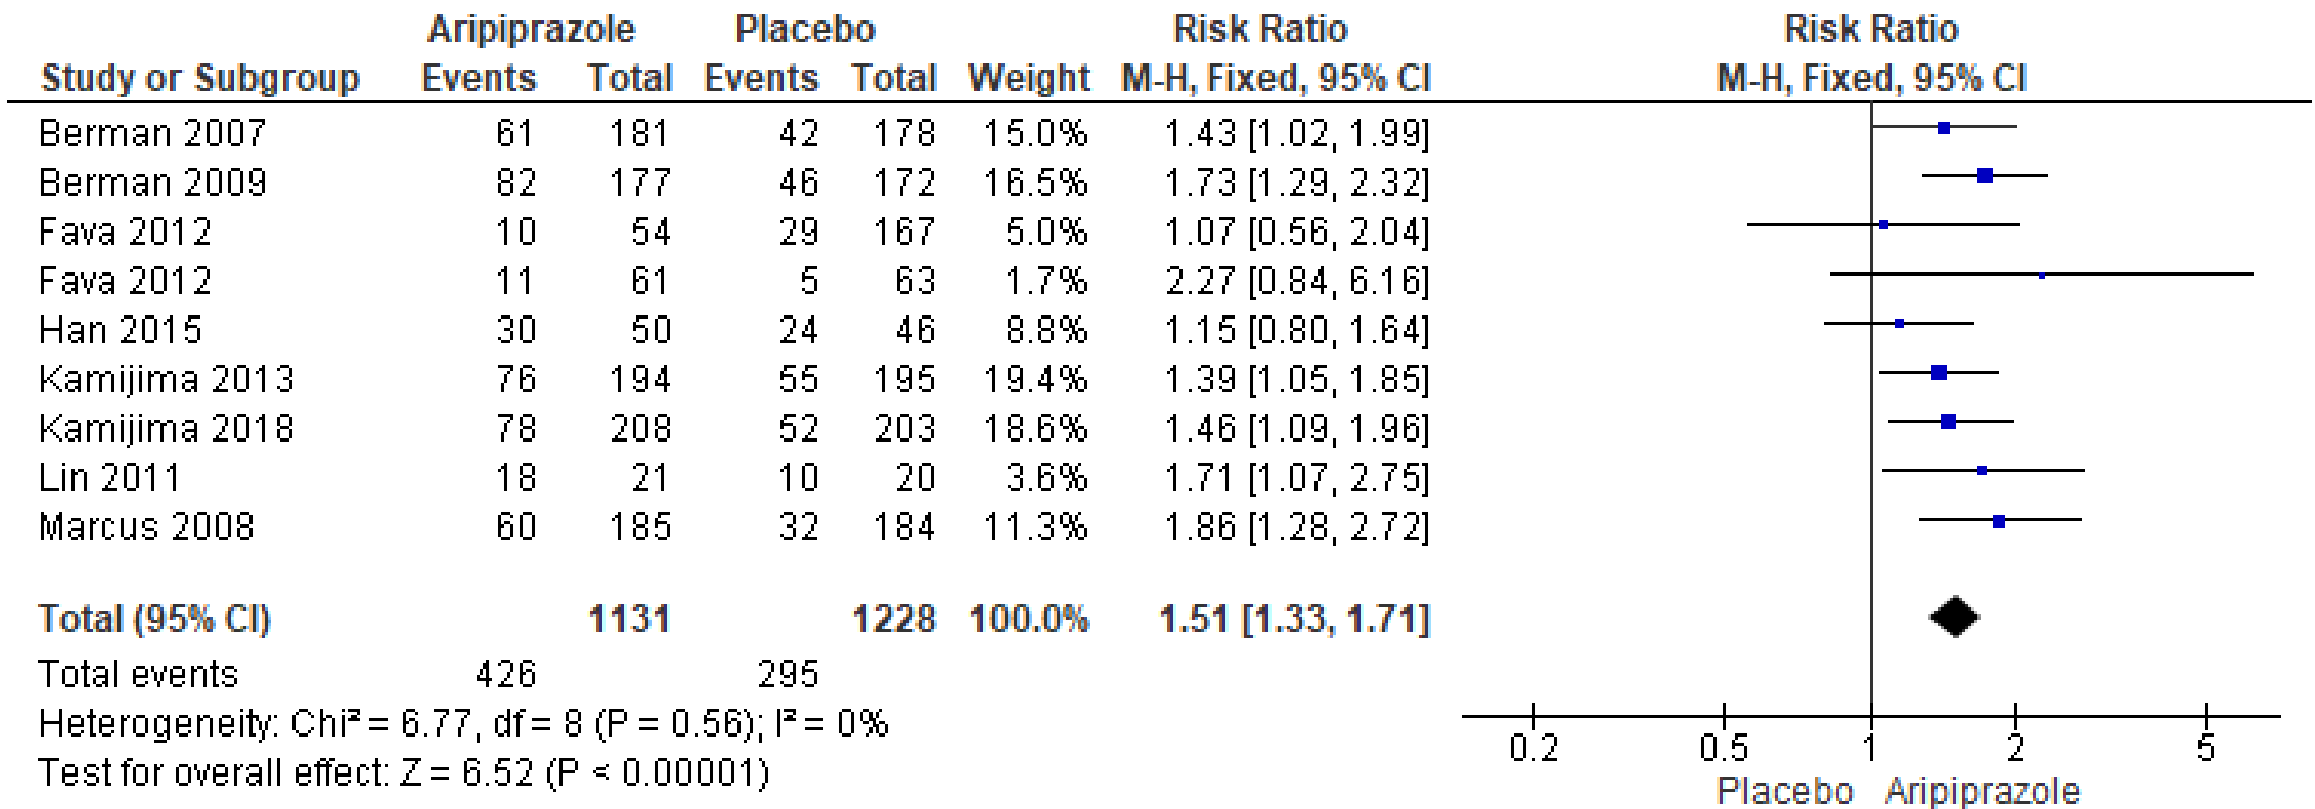 Aripiprazole Placebo Risk Ratio Risk Ratio
Study or Subgroup Events Total Events Total Weight M-H, Fixed, 95% CI M-H, Fixed, 95% CI
Berman 2007 61 181 42 178 15.0% 1.43 [1.02, 1.99]
Berman 2009 82 177 46 172 16.5% 1.73 [1.29, 2.32]
Fava 2012 10 54 29 167 5.0% 1.07 [0.56, 2.04]
Fava 2012 11 61 5 63 1.7% 2.27 [0.84, 6.16]
Han 2015 30 50 24 46 8.8% 1.15 [0.80, 1.64]
Kamijima 2013 76 194 55 195 19.4% 1.39 [1.05, 1.85]
Kamijima 2018 78 208 52 203 18.6% 1.46 [1.09, 1.96]
Lin 2011 18 21 10 20 3.6% 1.71 [1.07, 2.75]
Marcus 2008 60 185 32 184 11.3% 1.86 [1.28, 2.72]
Total (95% CI) 1131 1228 100.0% 1.51 [1.33, 1.71]
Total events 426 295
Heterogeneity: Chi² = 6.77, df = 8 (P = 0.56); I² = 0%
Test for overall effect: Z = 6.52 (P < 0.00001)
0.2 0.5 1 2 5
Placebo Aripiprazole